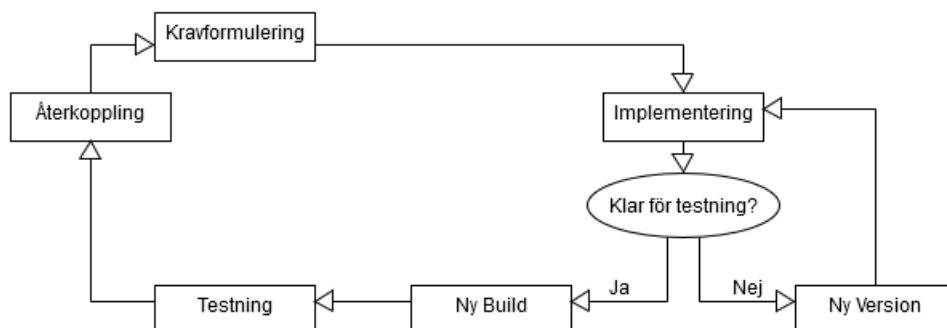 Kravformulering
Återkoppling
Implementering
Klar för testning?
Ja
Nej
Testning
Ny Build
Ny Version